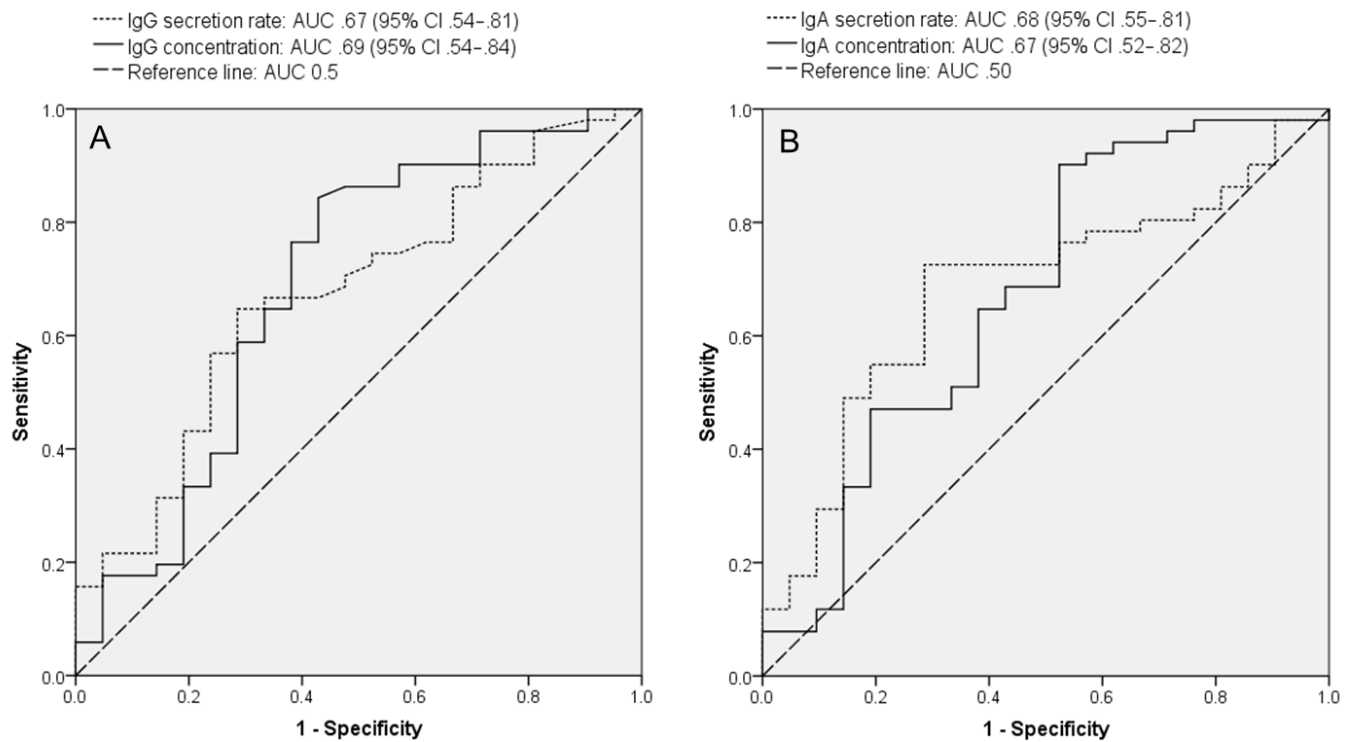 IgG secretion rate: AUC .67 (95% CI .54-.81)
IgG concentration: AUC .69 (95% CI .54-.84)
Reference line: AUC 0.5
A
1.0
0.8
0.6
0.4
0.2
0.0
Sensitivity
0.0 0.2 0.4 0.6 0.8 1.0
1 - Specificity
IgA secretion rate: AUC .68 (95% CI .55-.81)
IgA concentration: AUC .67 (95% CI .52-.82)
Reference line: AUC .50
B
1.0
0.8
0.6
0.4
0.2
0.0
Sensitivity
0.0 0.2 0.4 0.6 0.8 1.0
1 - Specificity